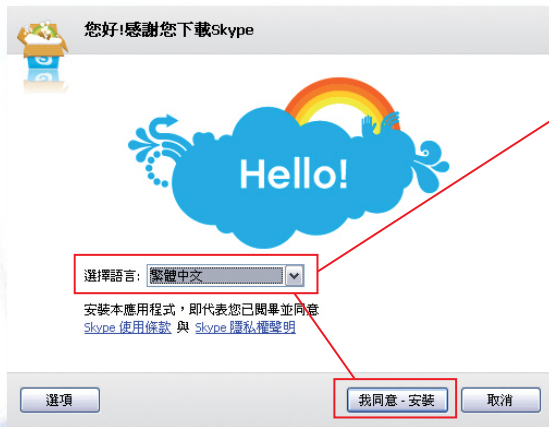 您好!感謝您下載Skype
Hello!
選擇語言: 繁體中文
安裝本應用程式，即代表您已閱畢並同意
Skype 使用條款 與 Skype 隱私權聲明
選項 我同意 - 安裝 取消